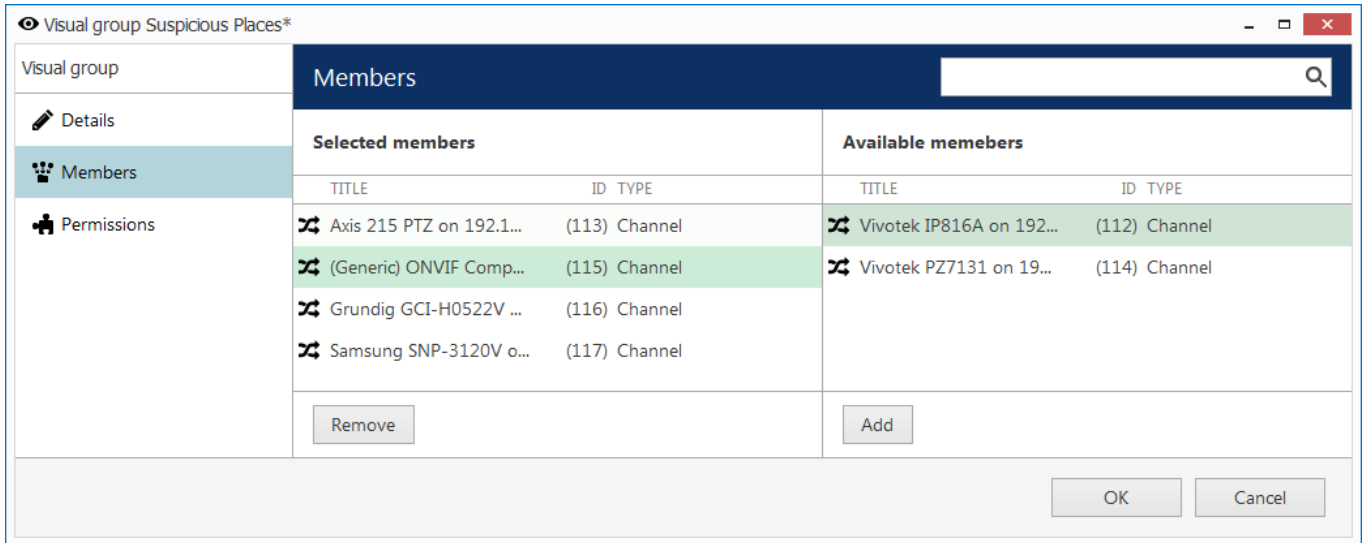 Visual group Suspicious Places*
Visual group
Details
Members
Permissions
Members
Selected members
TITLE ID TYPE
Axis 215 PTZ on 192.1... (113) Channel
(Generic) ONVIF Comp... (115) Channel
Grundig GCI-H0522V ... (116) Channel
Samsung SNP-3120V o... (117) Channel
Remove
Available memebers
TITLE ID TYPE
Vivotek IP816A on 192... (112) Channel
Vivotek PZ7131 on 19... (114) Channel
Add
OK Cancel